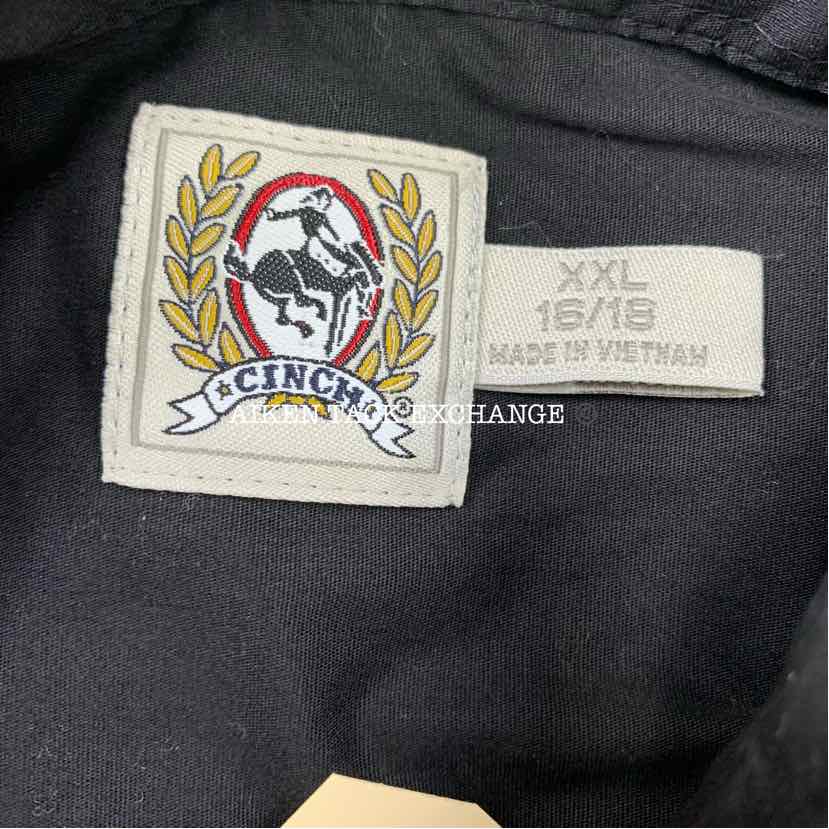 XXL
16/18
MADE IN VIETNAM
CINCH ®
AIKEN TACK EXCHANGE ©